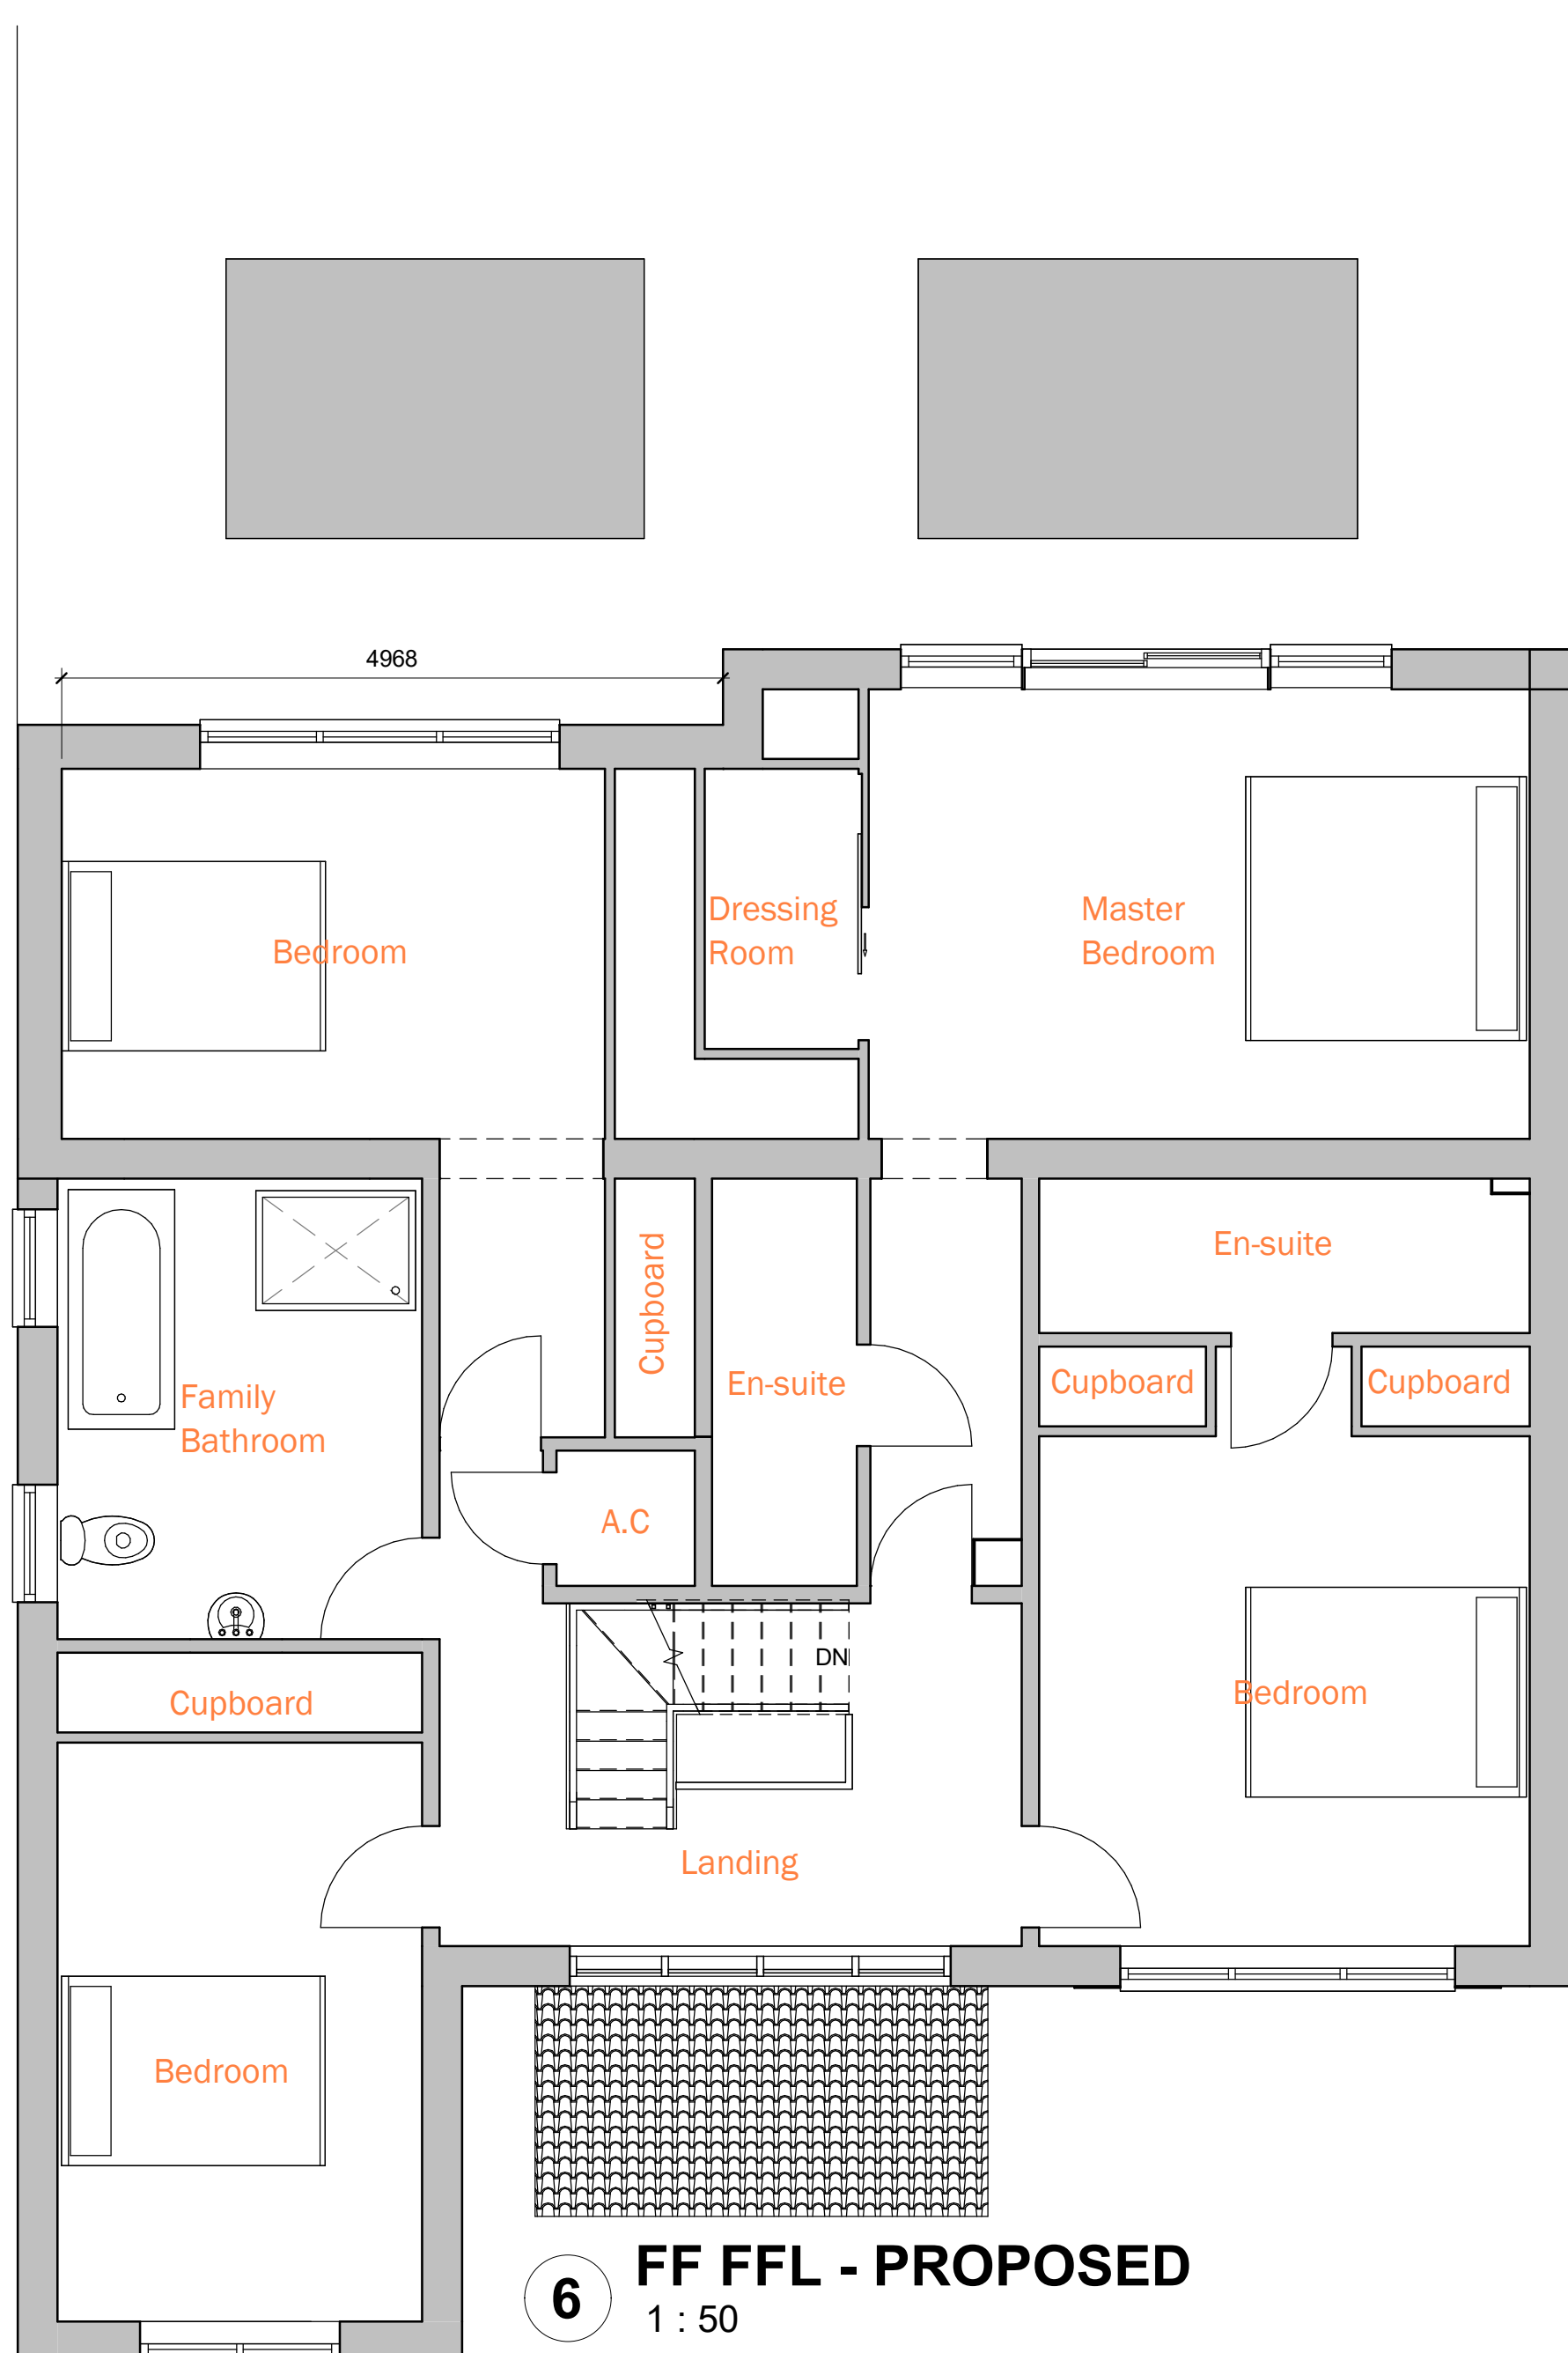 4968
Dressing
Room
Master
Bedroom
Bedroom
Cupboard
En-suite
En-suite
Cupboard
Cupboard
Family
Bathroom
A.C
DN
Cupboard
Bedroom
Landing
Bedroom
6
FF FFL - PROPOSED
1 : 50